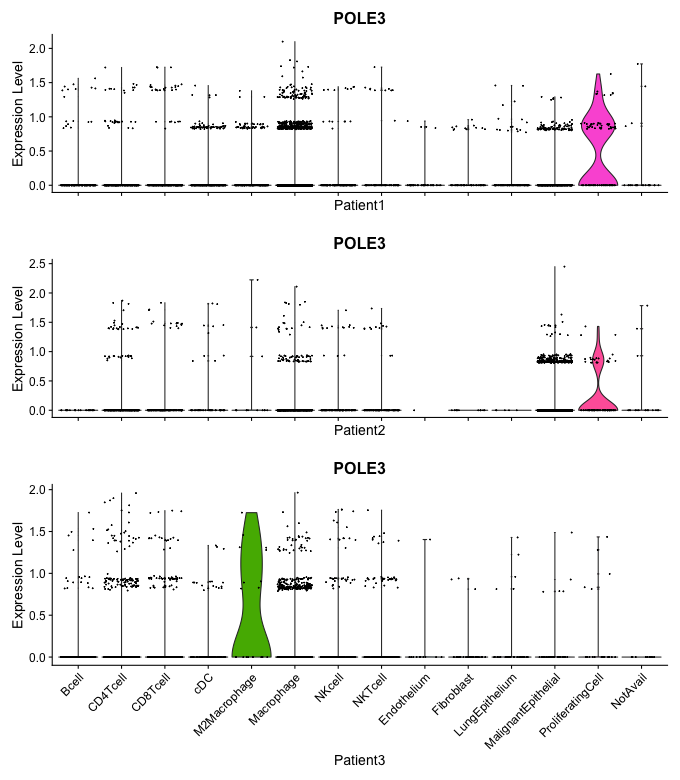 POLE3
Expression Level
2.0
1.5
1.0
0.5
0.0
Patient1
POLE3
Expression Level
2.5
2.0
1.5
1.0
0.5
0.0
Patient2
POLE3
Expression Level
2.0
1.5
1.0
0.5
0.0
Bcell
CD4Tcell
CD8Tcell
cDC
M2Macrophage
Macrophage
NKcell
NKTcell
Endothelium
Fibroblast
LungEpithelium
MalignantEpithelial
ProliferatingCell
NotAvail
Patient3